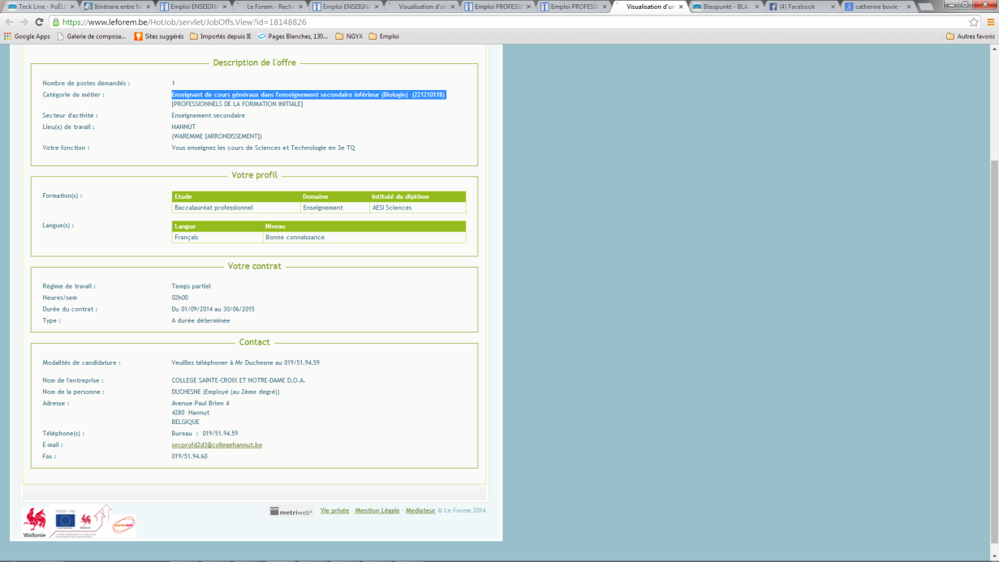 Teck Line - PoËLE
Itinéraire entre N
Emploi ENSEIGNA
Le Forem - Reche
Emploi ENSEIGNA
Visualisation d'un
Emploi PROFESSE
Emploi PROFESSE
Visualisation d'un
Blaupunkt - BLA-
(4) Facebook
catherine bovie -
https://www.leforem.be/HotJob/servlet/JobOffs.View?id=18148826
Google Apps Galerie de composa... Sites suggérés Importés depuis IE Pages Blanches, 130... NGYX Emploi Autres favoris
Description de l'offre
Nombre de postes demandés : 1
Catégorie de métier : Enseignant de cours généraux dans l'enseignement secondaire inférieur (Biologie) (221210118)
[PROFESSIONNELS DE LA FORMATION INITIALE]
Secteur d'activité : Enseignement secondaire
Lieu(x) de travail : HANNUT
(WAREMME [ARRONDISSEMENT])
Votre fonction : Vous enseignez les cours de Sciences et Technologie en 3e TQ
Votre profil
Formation(s) : Etude Domaine Intitulé du diplôme
Baccalauréat professionnel Enseignement AESI Sciences
Langue(s) : Langue Niveau
Français Bonne connaissance
Votre contrat
Régime de travail : Temps partiel
Heures/sem 02h00
Durée du contrat : Du 01/09/2014 au 30/06/2015
Type : A durée déterminée
Contact
Modalités de candidature : Veuillez téléphoner à Mr Duchesne au 019/51.94.59
Nom de l'entreprise : COLLEGE SAINTE-CROIX ET NOTRE-DAME D.O.A.
Nom de la personne : DUCHESNE (Employé (au 2ème degré))
Adresse : Avenue Paul Brien 4
4280 Hannut
BELGIQUE
Téléphone(s) : Bureau : 019/51.94.59
E-mail : secprofd2d3@collegehannut.be
Fax : 019/51.94.60
metriweb Vie privée - Mention Légale - Mediateur © Le Forem 2014
Wallonie